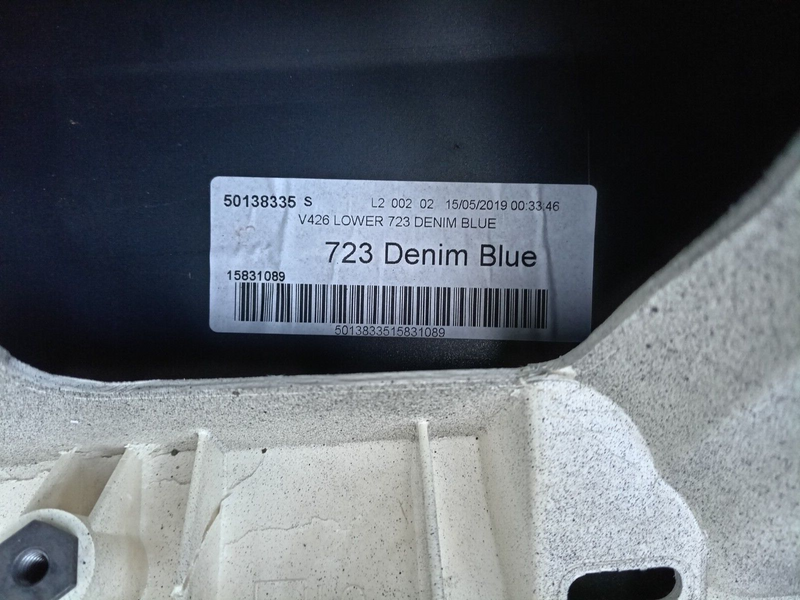 50138335 S L2 002 02 15/05/2019 00:33:46
V426 LOWER 723 DENIM BLUE
723 Denim Blue
15831089
5013833515831089